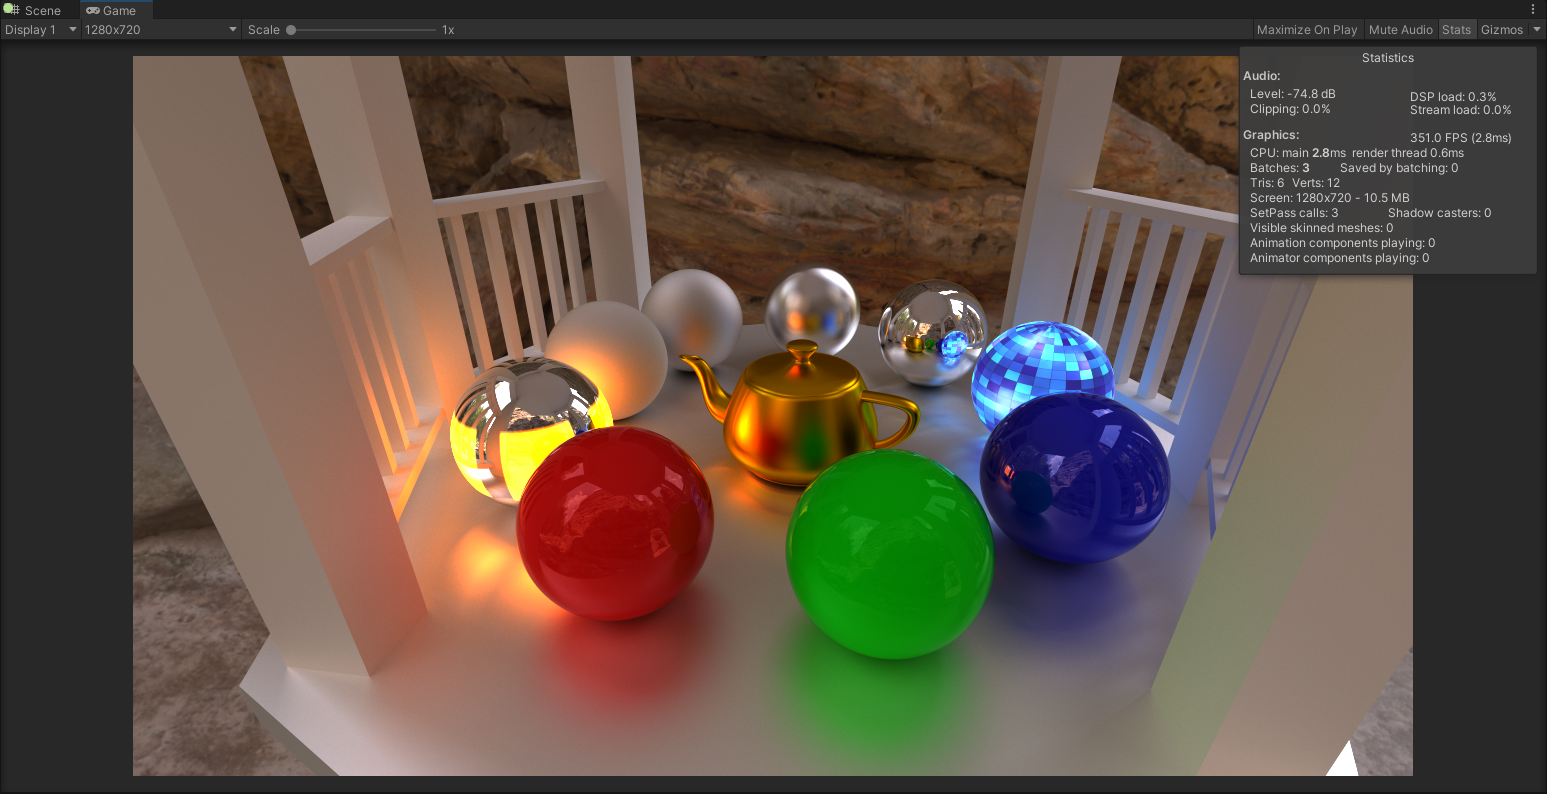 Scene Game
Display 1 1280x720 Scale 1x Maximize On Play Mute Audio Stats Gizmos
Statistics
Audio:
Level: -74.8 dB DSP load: 0.3%
Clipping: 0.0% Stream load: 0.0%
Graphics: 351.0 FPS (2.8ms)
CPU: main 2.8ms render thread 0.6ms
Batches: 3 Saved by batching: 0
Tris: 6 Verts: 12
Screen: 1280x720 - 10.5 MB
SetPass calls: 3 Shadow casters: 0
Visible skinned meshes: 0
Animation components playing: 0
Animator components playing: 0